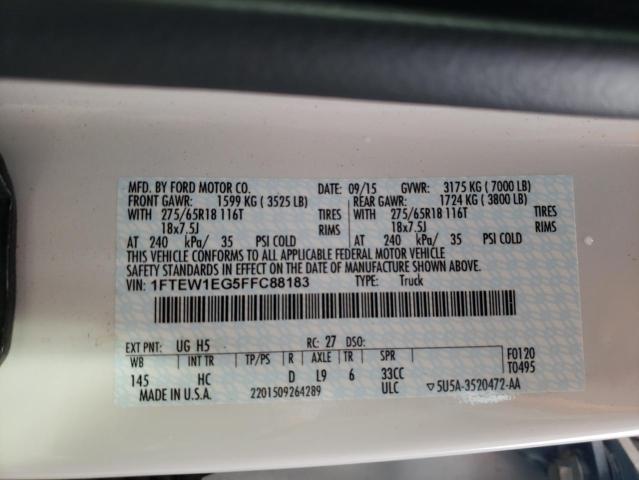 MFD. BY FORD MOTOR CO. DATE: 09/15 GVWR: 3175 KG ( 7000 LB)
FRONT GAWR: 1599 KG ( 3525 LB) REAR GAWR: 1724 KG ( 3800 LB)
WITH 275/65R18 116T TIRES WITH 275/65R18 116T TIRES
18x7.5J RIMS 18x7.5J RIMS
AT 240 kPa/ 35 PSI COLD AT 240 kPa/ 35 PSI COLD
THIS VEHICLE CONFORMS TO ALL APPLICABLE FEDERAL MOTOR VEHICLE
SAFETY STANDARDS IN EFFECT ON THE DATE OF MANUFACTURE SHOWN ABOVE.
VIN: 1FTEW1EG5FFC88183 TYPE: Truck
EXT PNT: UG H5 RC: 27 DSO: F0120
WB INT TR TP/PS R AXLE TR SPR T0495
145 HC D L9 6 33CC
MADE IN U.S.A. 2201509264289 ULC ▽5U5A-3520472-AA